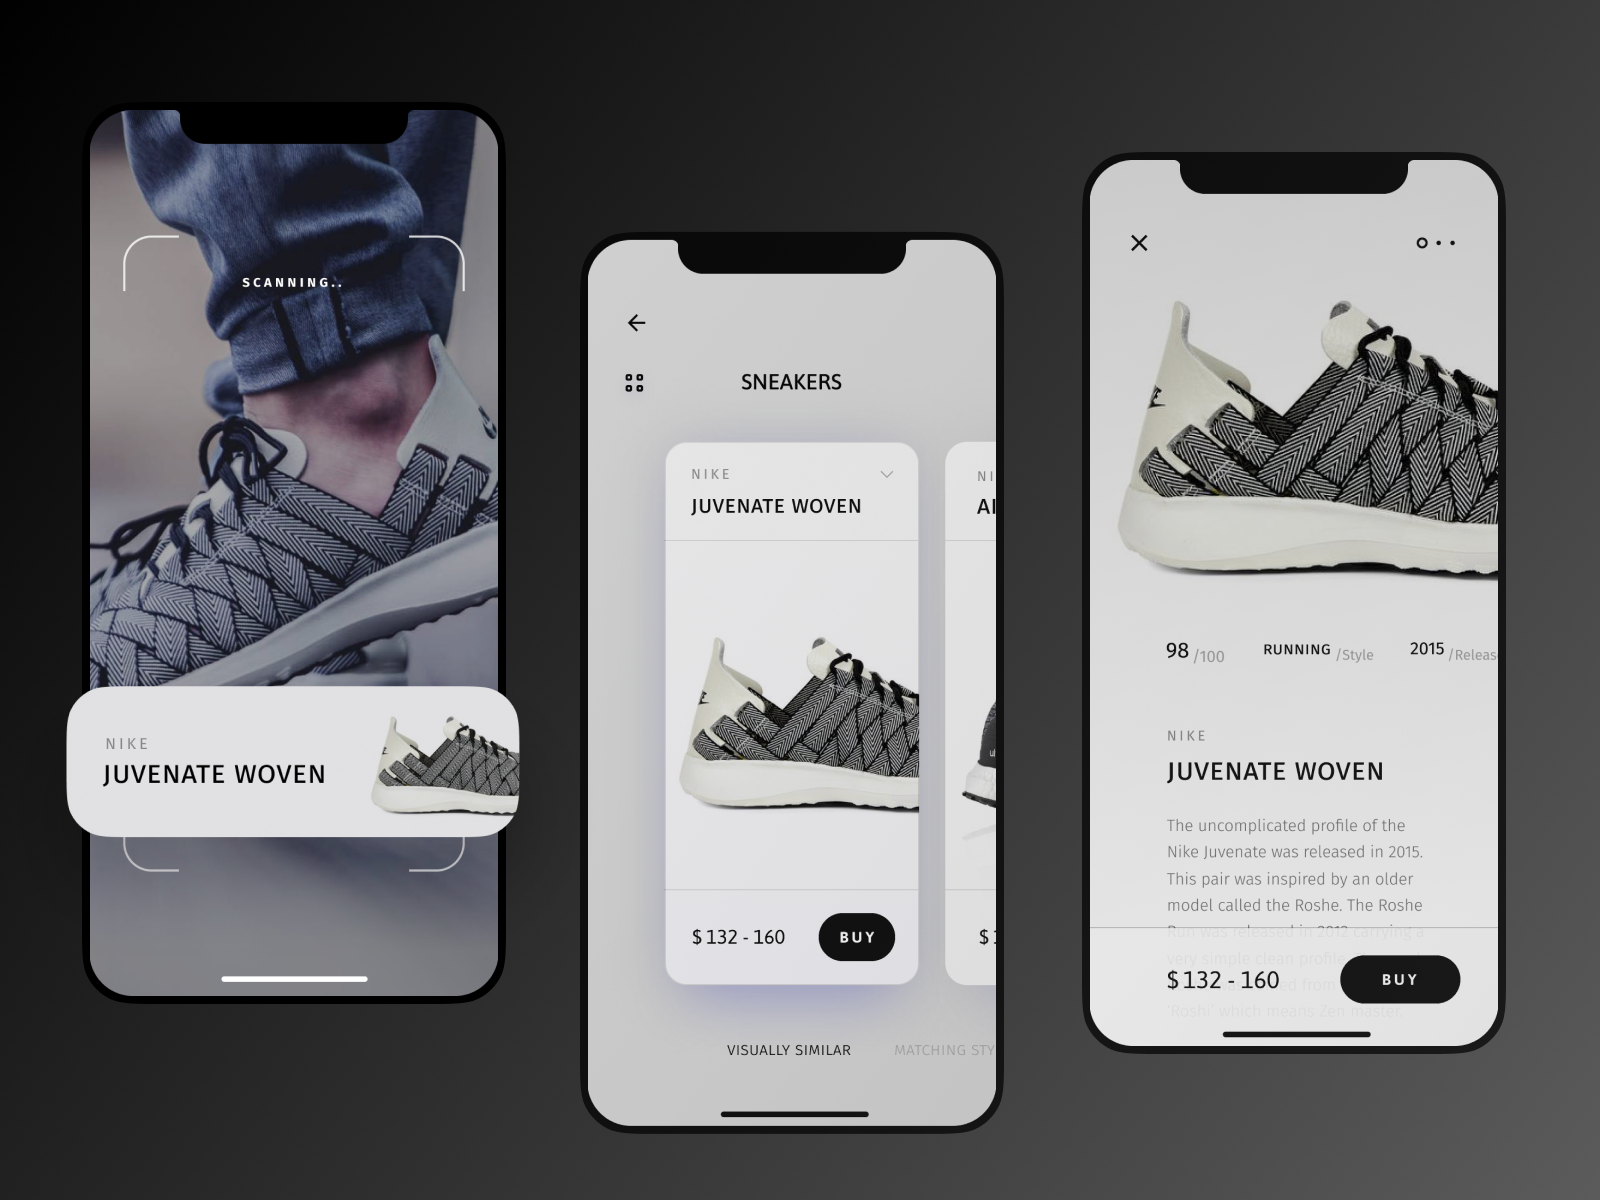 SCANNING..
NIKE
JUVENATE WOVEN
SNEAKERS
NIKE
JUVENATE WOVEN
$ 132 - 160
BUY
NI
AI
$ 1
VISUALLY SIMILAR
MATCHING STY
98 /100
RUNNING /Style
2015 /Releas
NIKE
JUVENATE WOVEN
The uncomplicated profile of the
Nike Juvenate was released in 2015.
This pair was inspired by an older
model called the Roshe. The Roshe
Run was released in 2012 carrying a
very simple clean profile
ed from
'Roshi' which means Zen master
$ 132 - 160
BUY